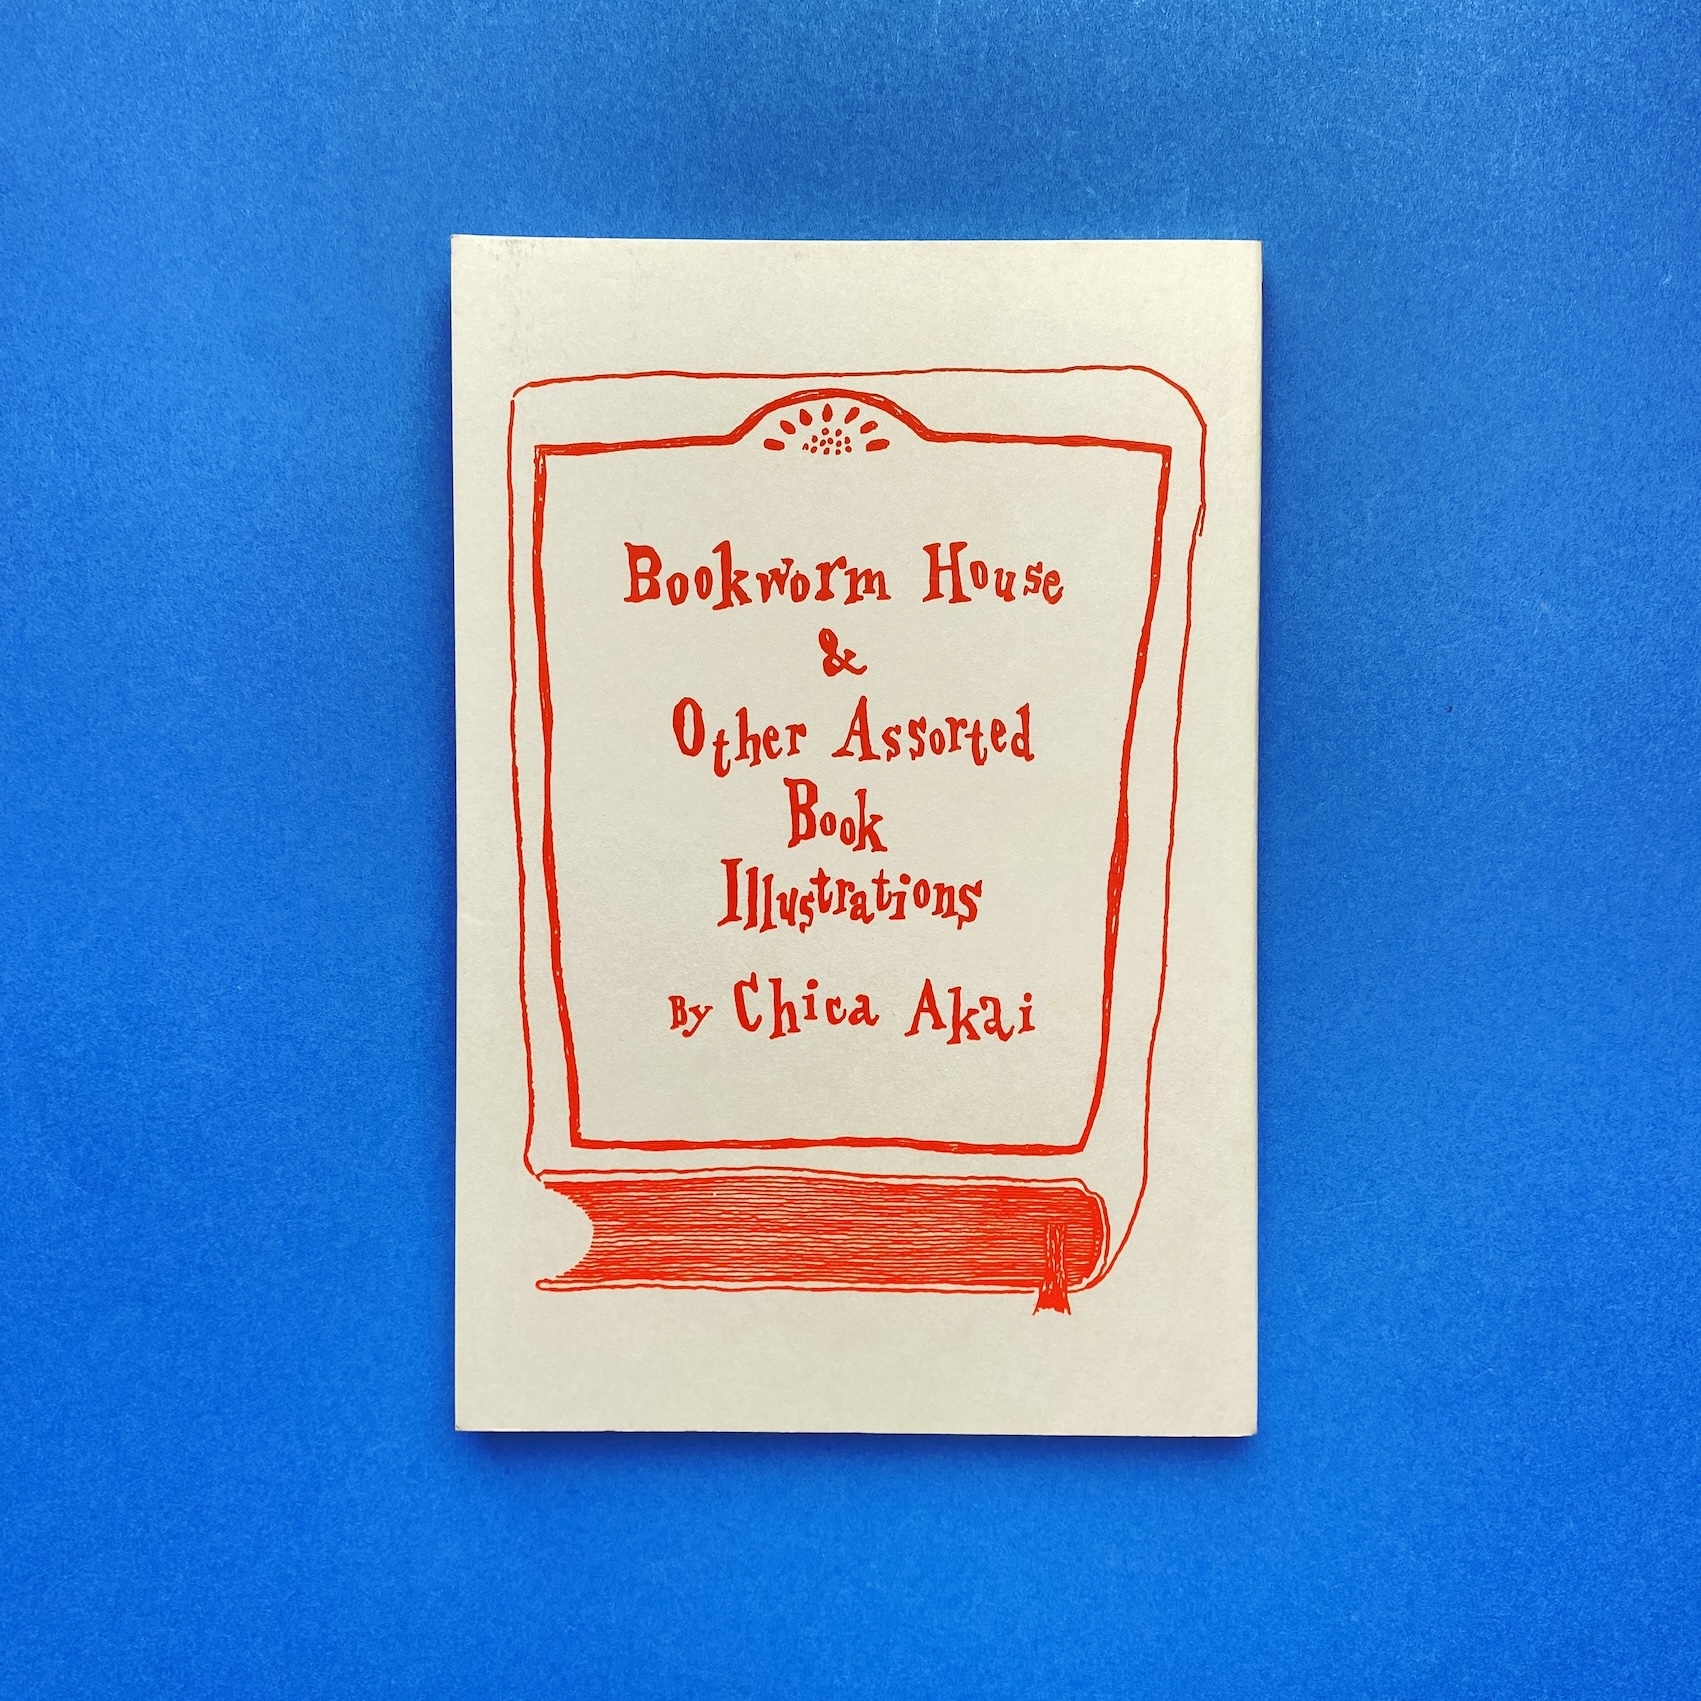 Bookworm House
&
Other Assorted
Book
Illustrations
By Chica Akai